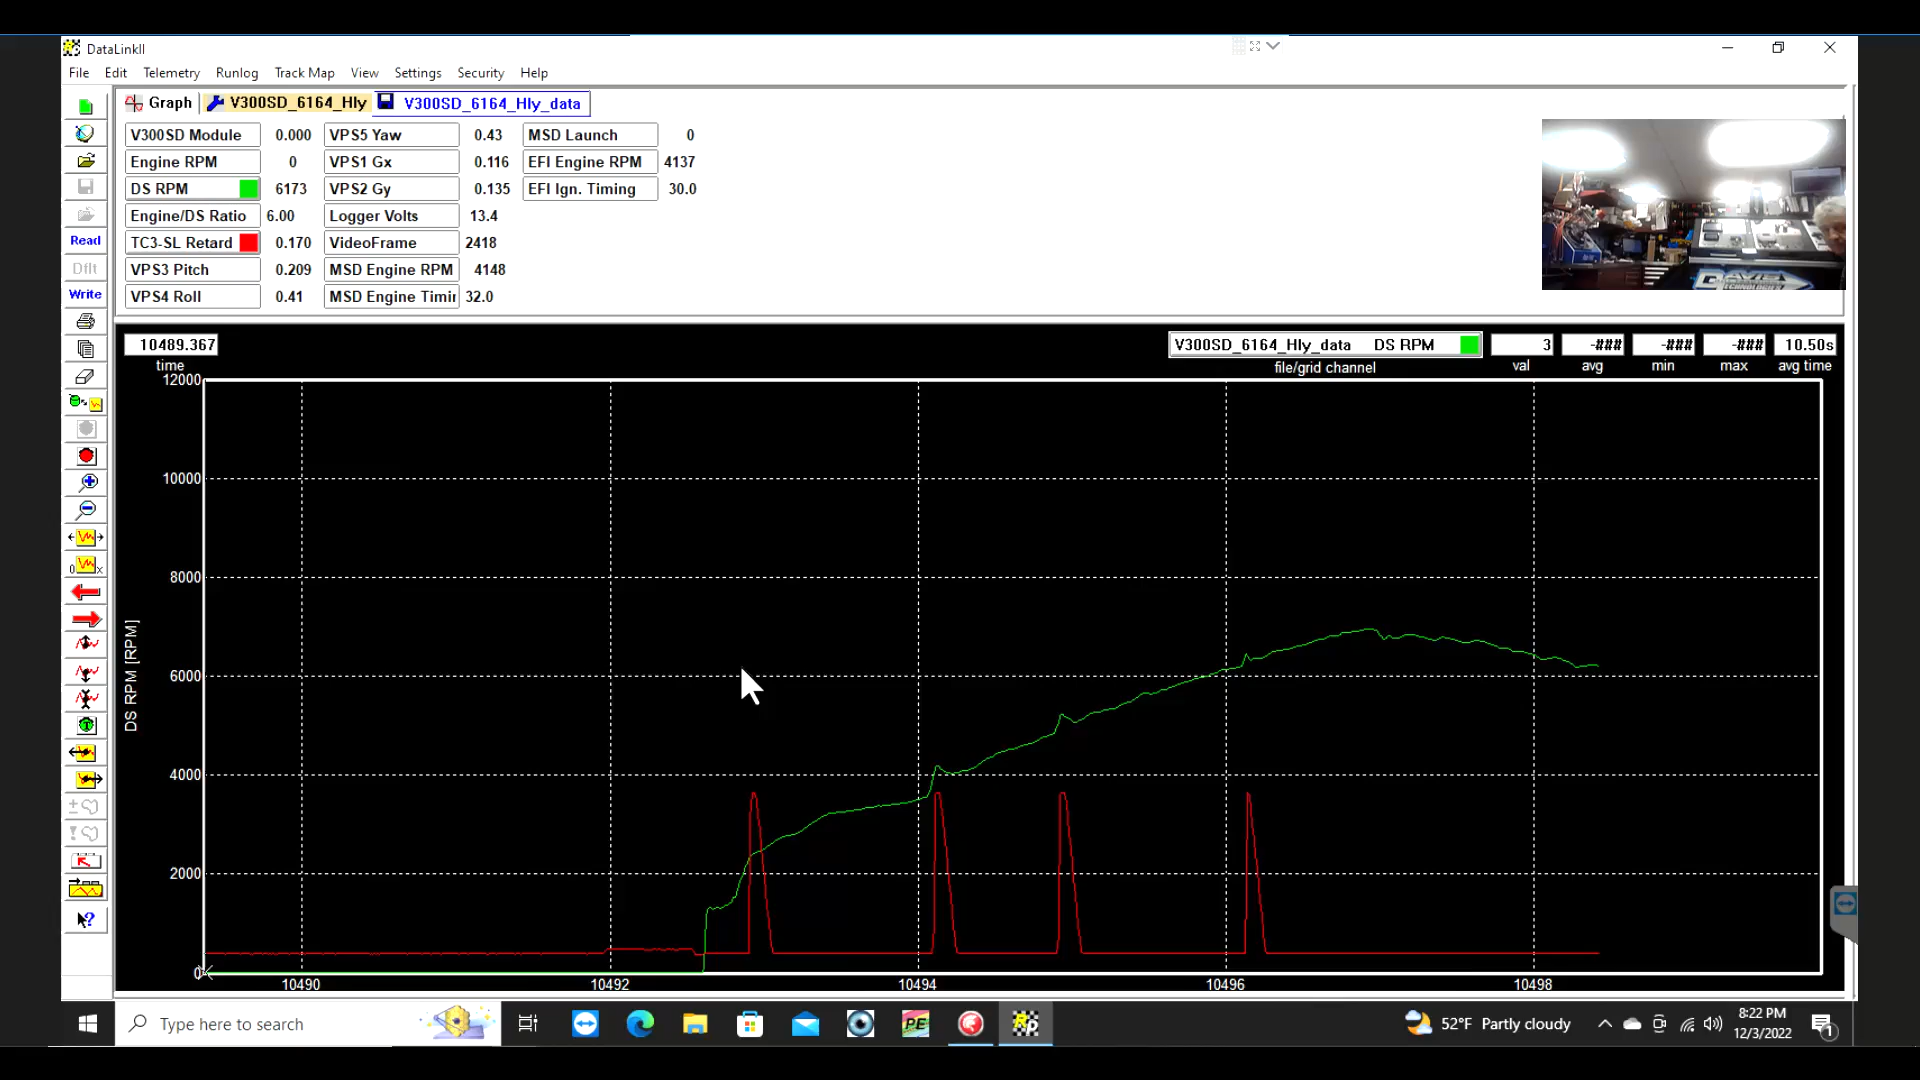 DataLinkII
File Edit Telemetry Runlog Track Map View Settings Security Help
Graph V300SD_6164_Hly V300SD_6164_Hly_data
V300SD Module 0.000 VPS5 Yaw 0.43 MSD Launch 0
Engine RPM 0 VPS1 Gx 0.116 EFI Engine RPM 4137
DS RPM 6173 VPS2 Gy 0.135 EFI Ign. Timing 30.0
Engine/DS Ratio 6.00 Logger Volts 13.4
TC3-SL Retard 0.170 VideoFrame 2418
VPS3 Pitch 0.209 MSD Engine RPM 4148
VPS4 Roll 0.41 MSD Engine Timir 32.0
Read
Dflt
Write
10489.367 V300SD_6164_Hly_data DS RPM 3 -### -### -### 10.50s
time file/grid channel val avg min max avg time
12000
10000
8000
6000
4000
2000
0
DS RPM [RPM]
10490 10492 10494 10496 10498
Type here to search
PE
52°F Partly cloudy
8:22 PM
12/3/2022
1